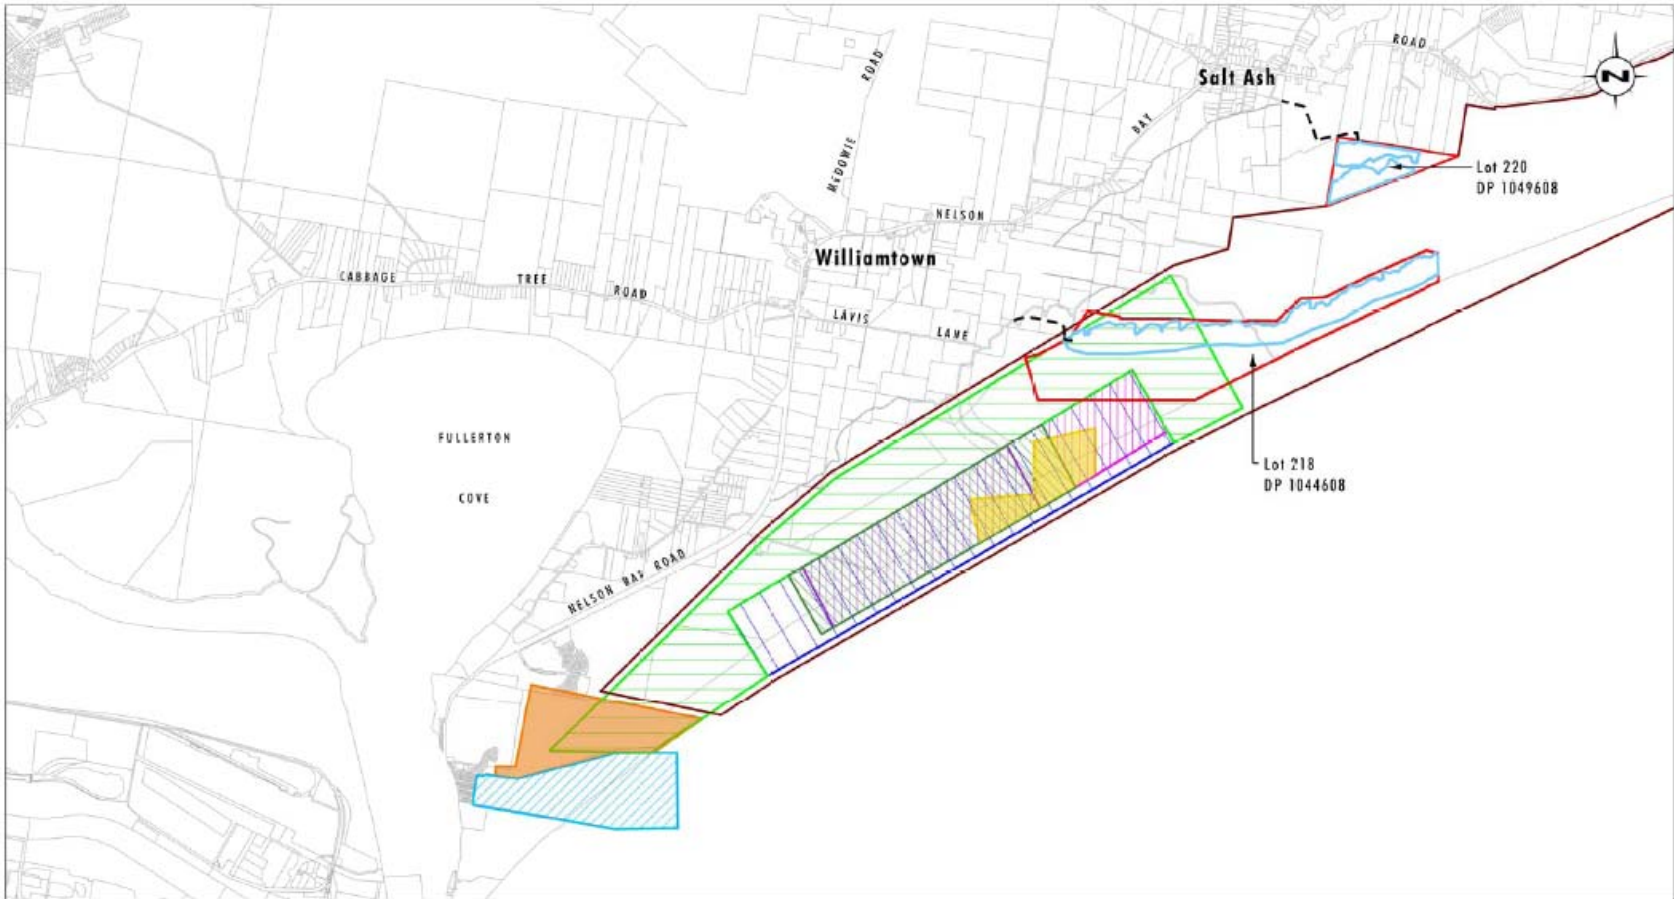 ROAD
ROAD
Salt Ash
N
BAY
McDOWIE
Lot 220
DP 1049608
NELSON
Williamtown
CABBAGE
TREE
ROAD
LAVIS
LANE
FULLERTON
COVE
Lot 218
DP 1044608
NELSON BAY ROAD